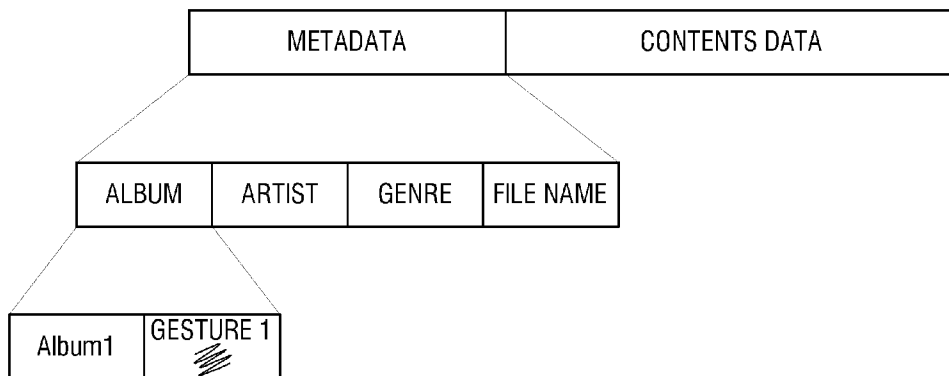 METADATA CONTENTS DATA
ALBUM ARTIST GENRE FILE NAME
Album1 GESTURE 1